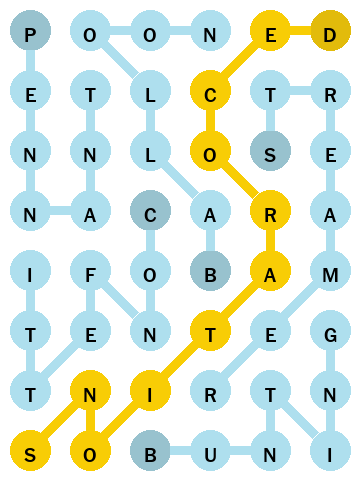 P O O N E D
E T L C T R
N N L O S E
N A C A R A
I F O B A M
T E N T E G
T N I R T N
S O B U N I